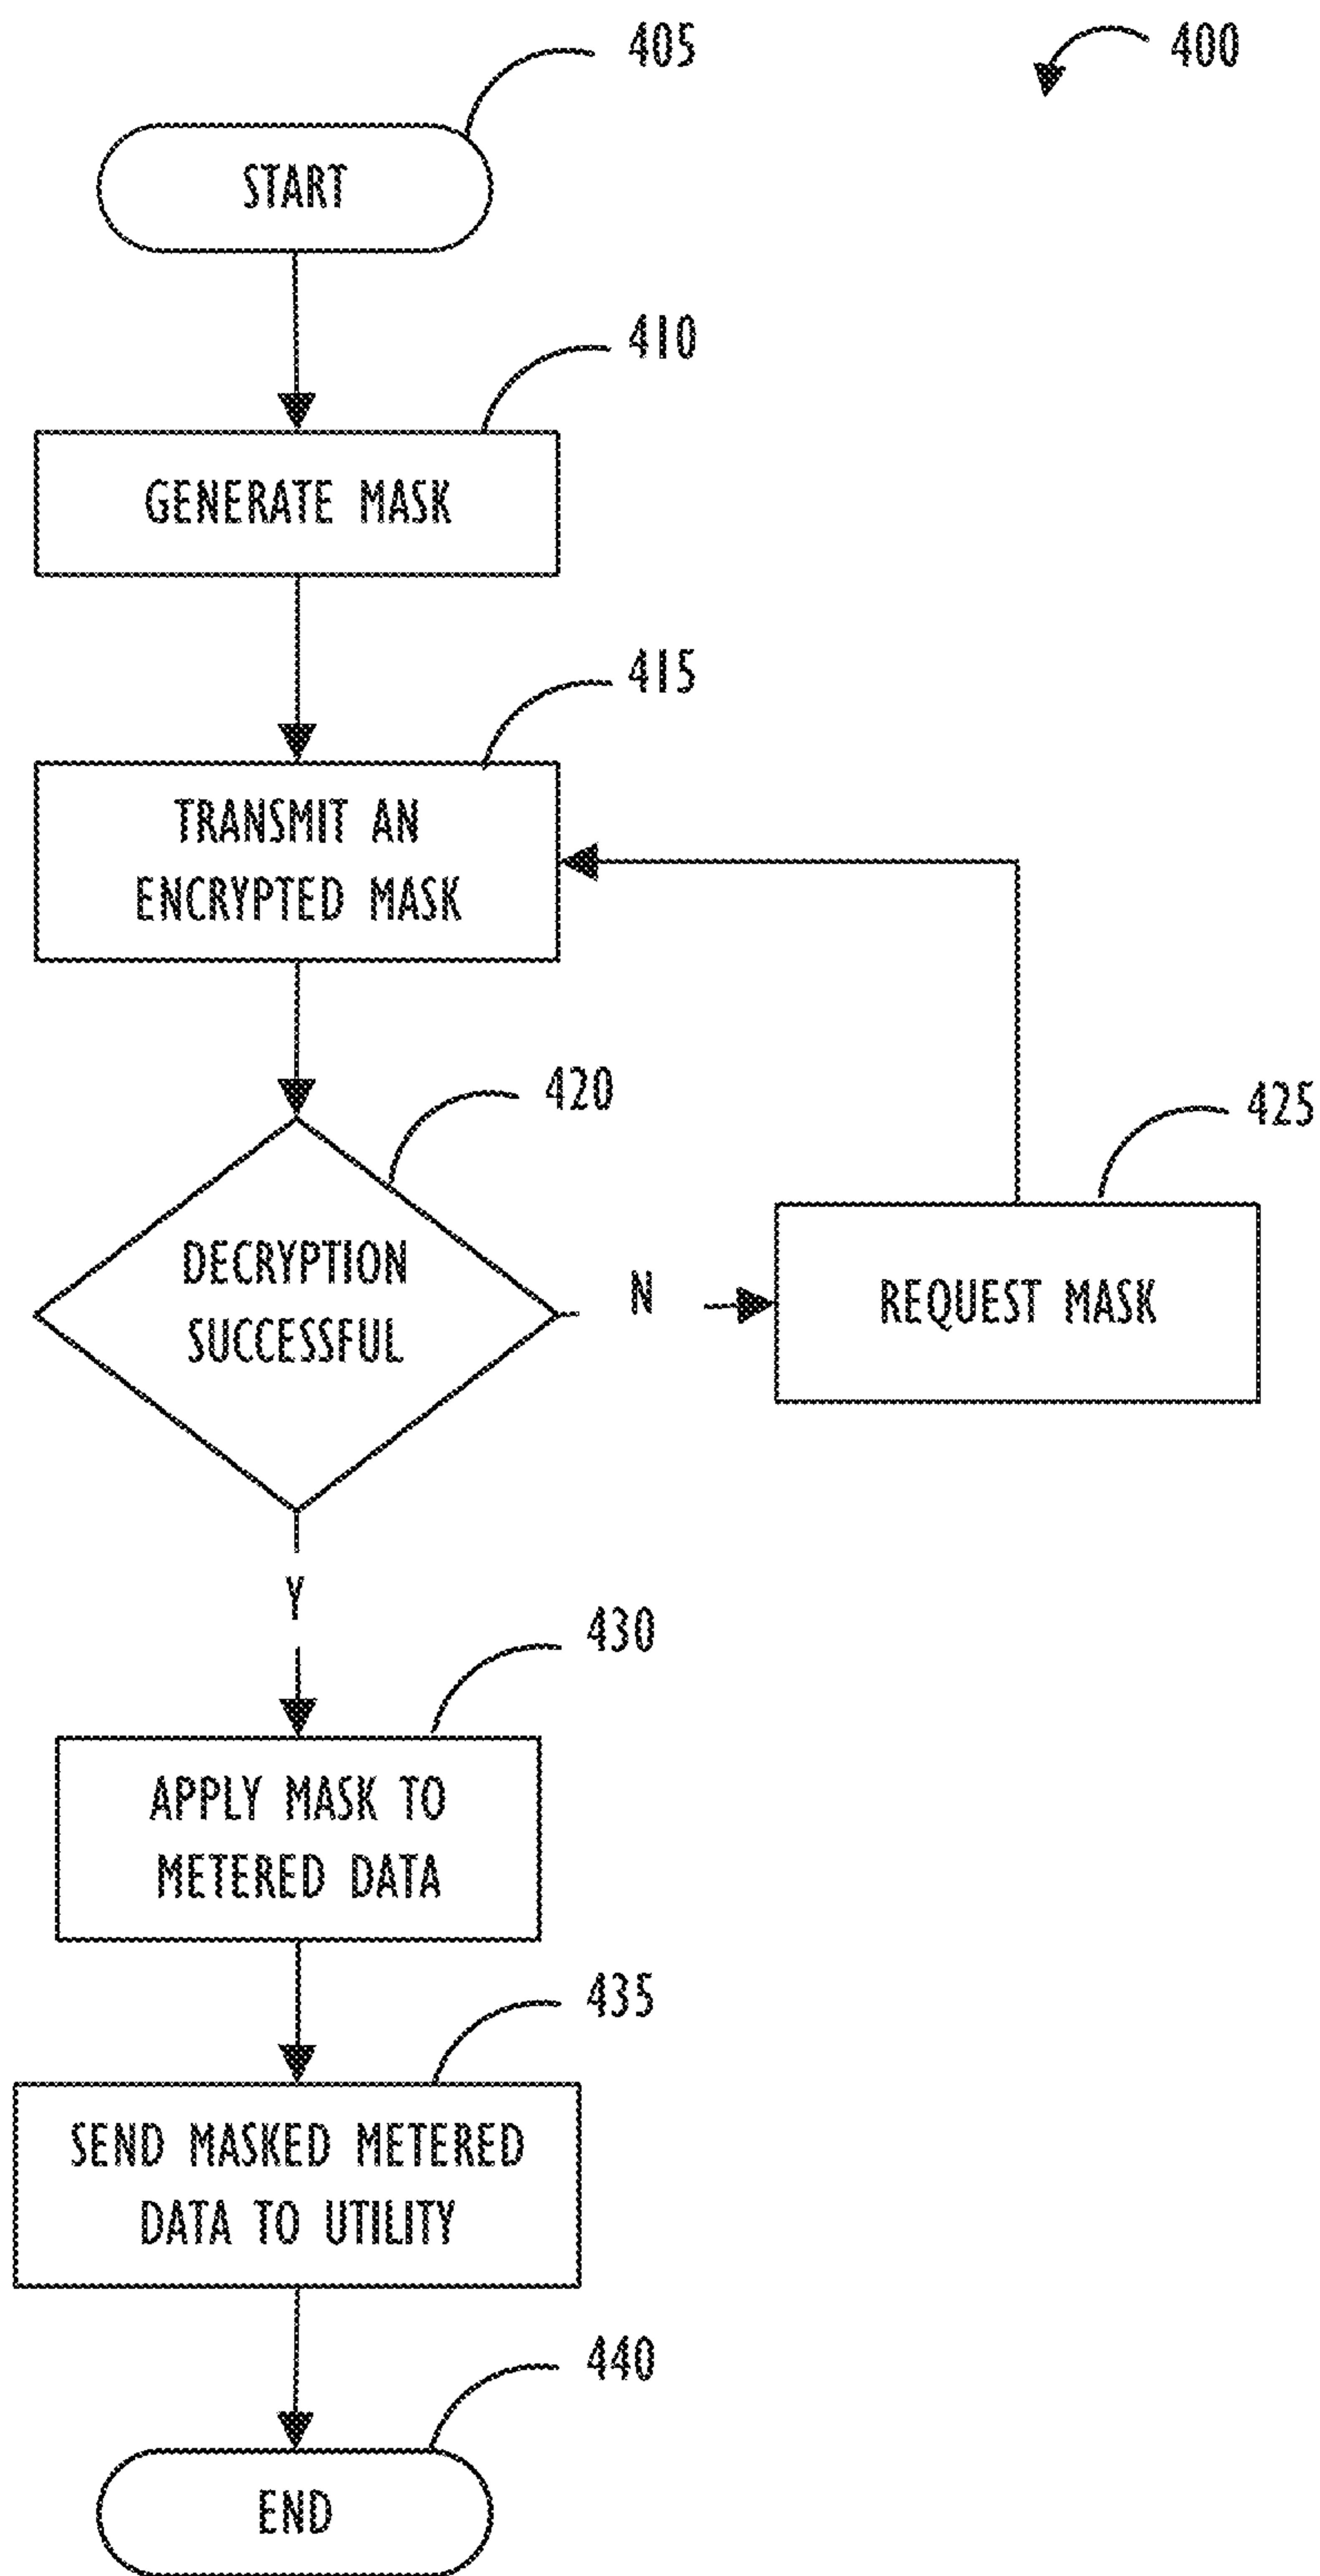 405
400
START
410
GENERATE MASK
415
TRANSMIT AN
ENCRYPTED MASK
420
425
DECRYPTION
SUCCESSFUL
N
REQUEST MASK
Y
430
APPLY MASK TO
METERED DATA
435
SEND MASKED METERED
DATA TO UTILITY
440
END